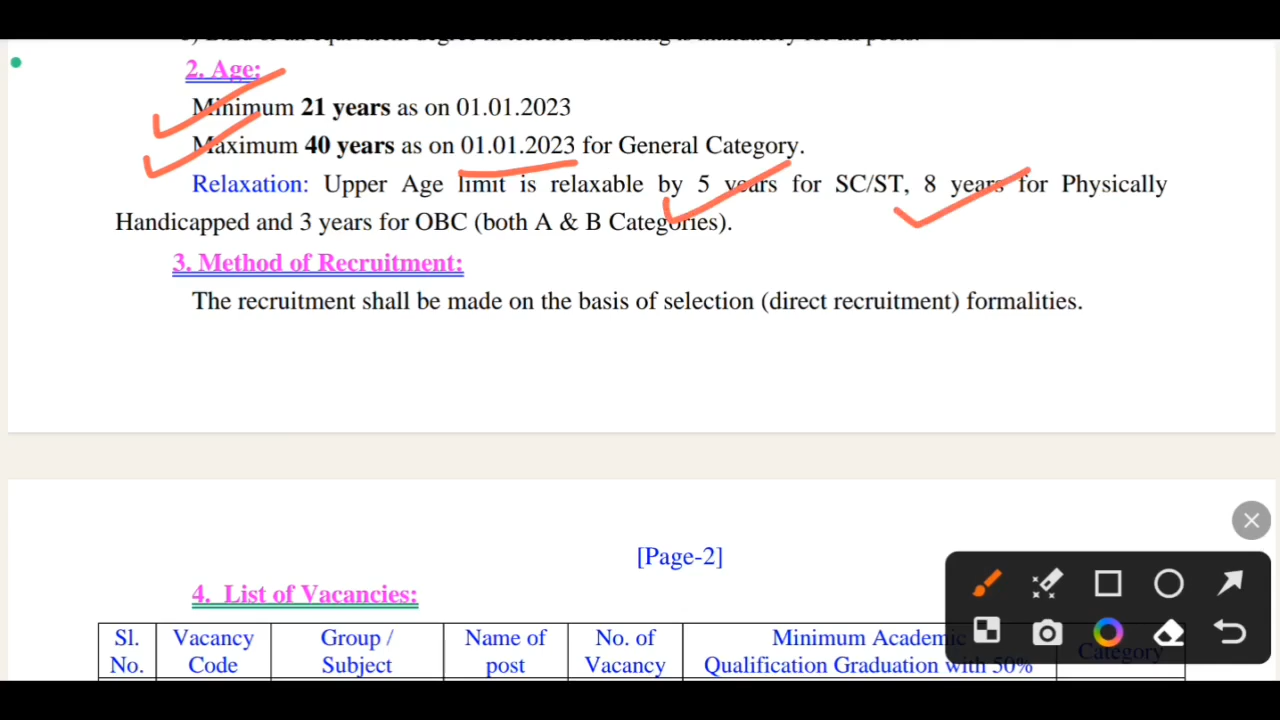 2. Age:
Minimum 21 years as on 01.01.2023
Maximum 40 years as on 01.01.2023 for General Category.
Relaxation: Upper Age limit is relaxable by 5 years for SC/ST, 8 years for Physically
Handicapped and 3 years for OBC (both A & B Categories).
3. Method of Recruitment:
The recruitment shall be made on the basis of selection (direct recruitment) formalities.
[Page-2]
4. List of Vacancies:
Sl. No. Vacancy Code Group / Subject Name of post No. of Vacancy Minimum Academic Qualification Graduation with 50% Category